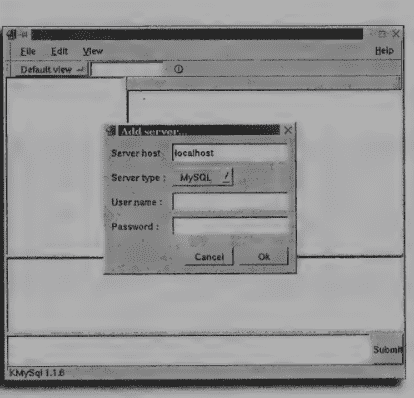 File Edit View Help
Default view
Add server...
Server host localhost
Server type : MySQL
User name :
Password :
Cancel Ok
Submit
KMySql 1.1.6